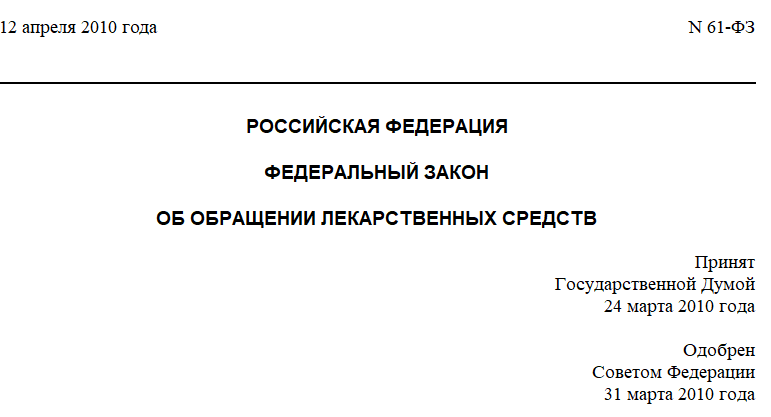 12 апреля 2010 года N 61-ФЗ
РОССИЙСКАЯ ФЕДЕРАЦИЯ
ФЕДЕРАЛЬНЫЙ ЗАКОН
ОБ ОБРАЩЕНИИ ЛЕКАРСТВЕННЫХ СРЕДСТВ
Принят
Государственной Думой
24 марта 2010 года
Одобрен
Советом Федерации
31 марта 2010 года